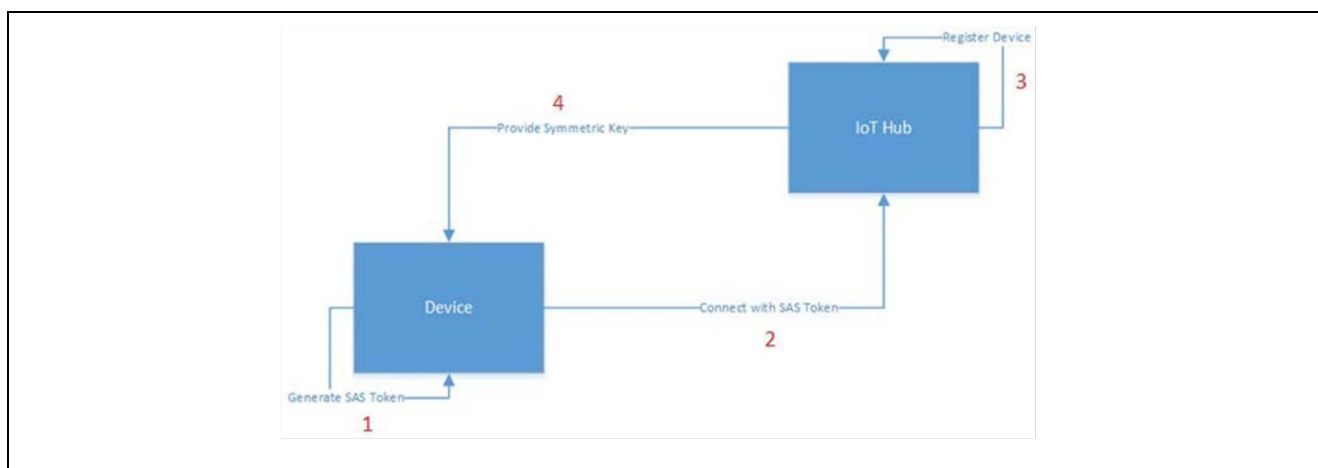 Register Device
3
4
Provide Symmetric Key
IoT Hub
Device
Connect with SAS Token
2
Generate SAS Token
1